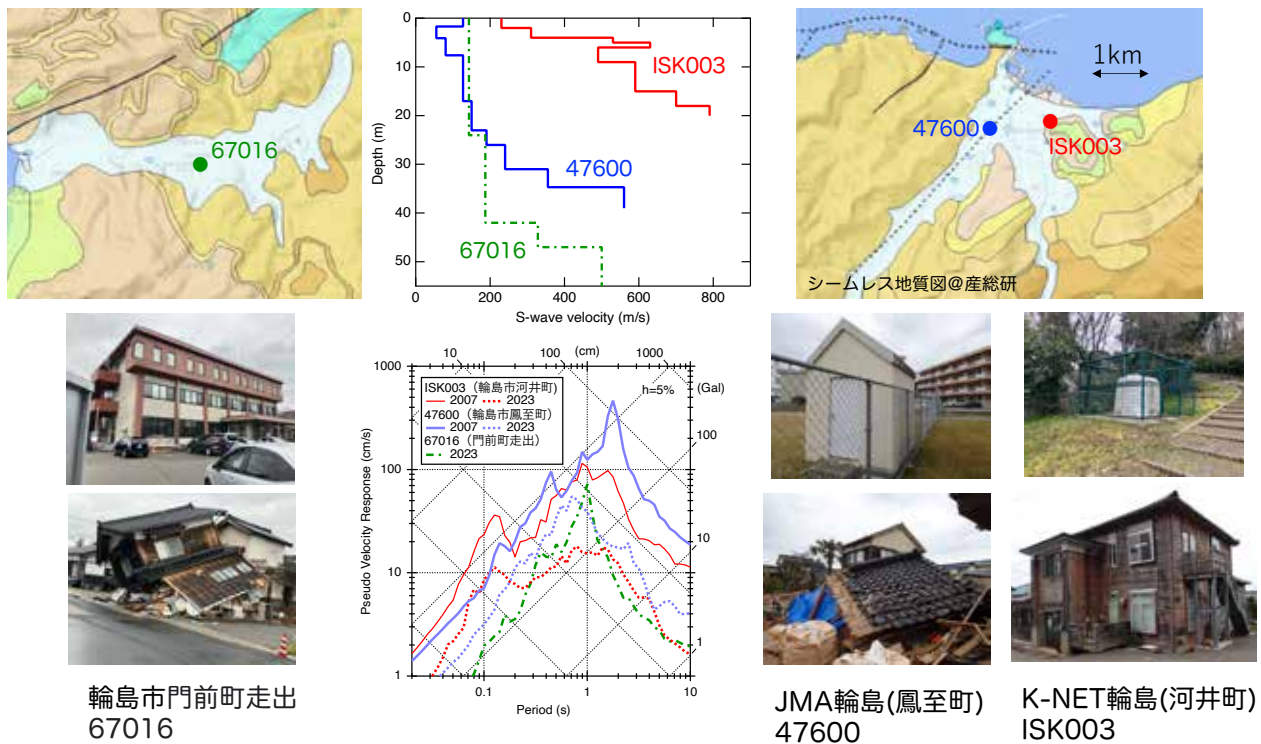 67016
0
10
20
30
40
50
Depth (m)
ISK003
47600
67016
0
200
400
600
800
S-wave velocity (m/s)
1km
47600
ISK003
シームレス地質図@産総研
10
100
(cm)
1000
1000
100
10
1
Pseudo Velocity Response (cm/s)
ISK003（輪島市河井町）
2007 2023
47600（輪島市鳳至町）
2007 2023
67016（門前町走出）
2023
h=5%
(Gal)
100
10
1
0.1
1
10
Period (s)
輪島市門前町走出
67016
JMA輪島(鳳至町)
47600
K-NET輪島(河井町)
ISK003